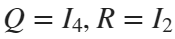 Q = I₄, R = I₂